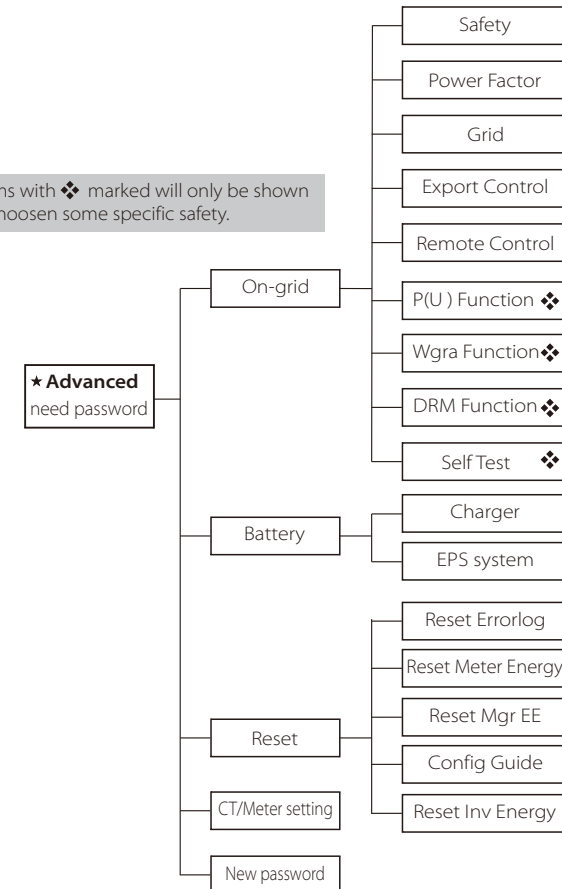 Safety
Power Factor
Grid
ns with ❖ marked will only be shown
Export Control
hoosen some specific safety.
Remote Control
On-grid
P(U ) Function ❖
Wgra Function❖
★Advanced
need password
DRM Function❖
Self Test ❖
Charger
Battery
EPS system
Reset Errorlog
Reset Meter Energy
Reset Mgr EE
Reset
Config Guide
CT/Meter setting
Reset Inv Energy
New password